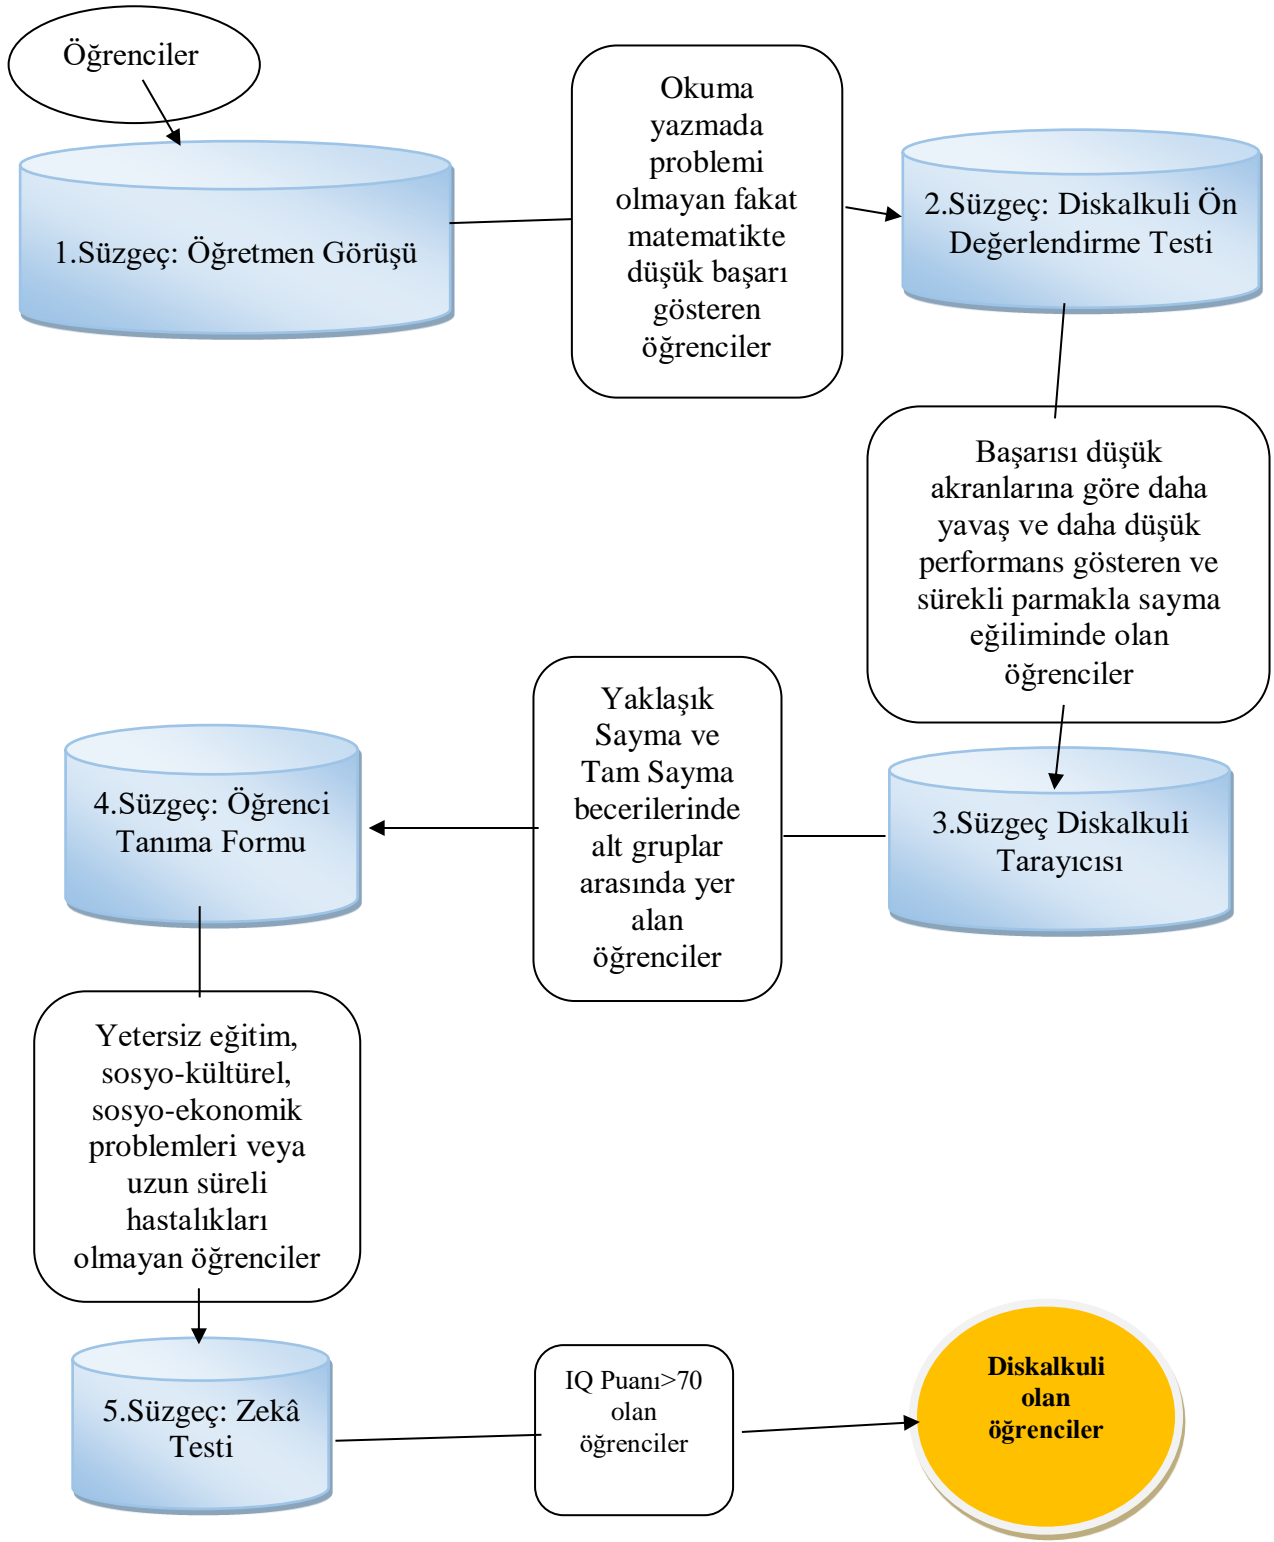 Öğrenciler
1.Süzgeç: Öğretmen Görüşü
Okuma
yazmada
problemi
olmayan fakat
matematikte
düşük başarı
gösteren
öğrenciler
2.Süzgeç: Diskalkuli Ön
Değerlendirme Testi
Başarısı düşük
akranlarına göre daha
yavaş ve daha düşük
performans gösteren ve
sürekli parmakla sayma
eğiliminde olan
öğrenciler
3.Süzgeç Diskalkuli
Tarayıcısı
Yaklaşık
Sayma ve
Tam Sayma
becerilerinde
alt gruplar
arasında yer
alan
öğrenciler
4.Süzgeç: Öğrenci
Tanıma Formu
Yetersiz eğitim,
sosyo-kültürel,
sosyo-ekonomik
problemleri veya
uzun süreli
hastalıkları
olmayan öğrenciler
5.Süzgeç: Zekâ
Testi
IQ Puanı>70
olan
öğrenciler
Diskalkuli
olan
öğrenciler